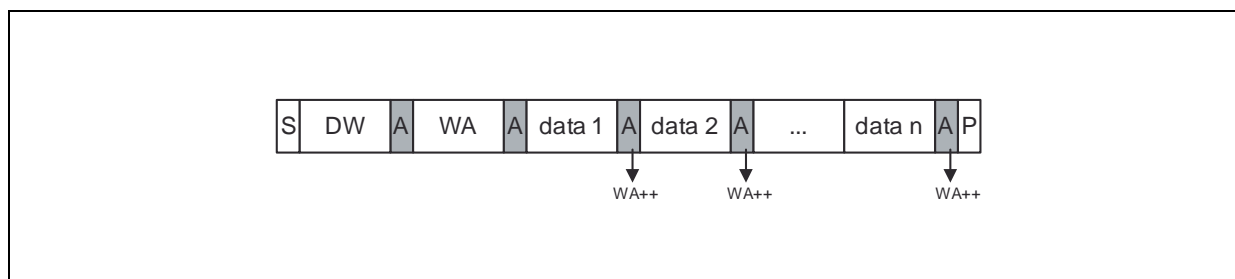 S DW A WA A data 1 A data 2 A ... data n A P
WA++ WA++ WA++